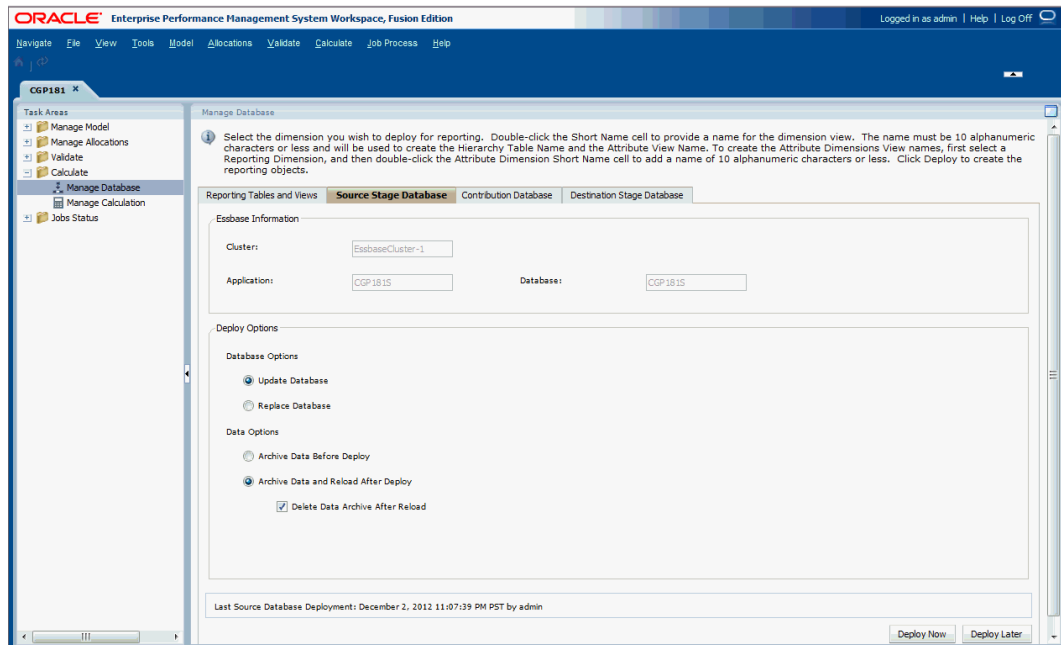 ORACLE® Enterprise Performance Management System Workspace, Fusion Edition
Logged in as admin | Help | Log Off
Navigate File View Tools Model Allocations Validate Calculate Job Process Help
CGP181 ×
Task Areas
Manage Model
Manage Allocations
Validate
Calculate
Manage Database
Manage Calculation
Jobs Status
Manage Database
Select the dimension you wish to deploy for reporting. Double-click the Short Name cell to provide a name for the dimension view. The name must be 10 alphanumeric
characters or less and will be used to create the Hierarchy Table Name and the Attribute View Name. To create the Attribute Dimensions View names, first select a
Reporting Dimension, and then double-click the Attribute Dimension Short Name cell to add a name of 10 alphanumeric characters or less. Click Deploy to create the
reporting objects.
Reporting Tables and Views Source Stage Database Contribution Database Destination Stage Database
Essbase Information
Cluster: EssbaseCluster-1
Application: CGP181S Database: CGP181S
Deploy Options
Database Options
Update Database
Replace Database
Data Options
Archive Data Before Deploy
Archive Data and Reload After Deploy
Delete Data Archive After Reload
Last Source Database Deployment: December 2, 2012 11:07:39 PM PST by admin
Deploy Now Deploy Later